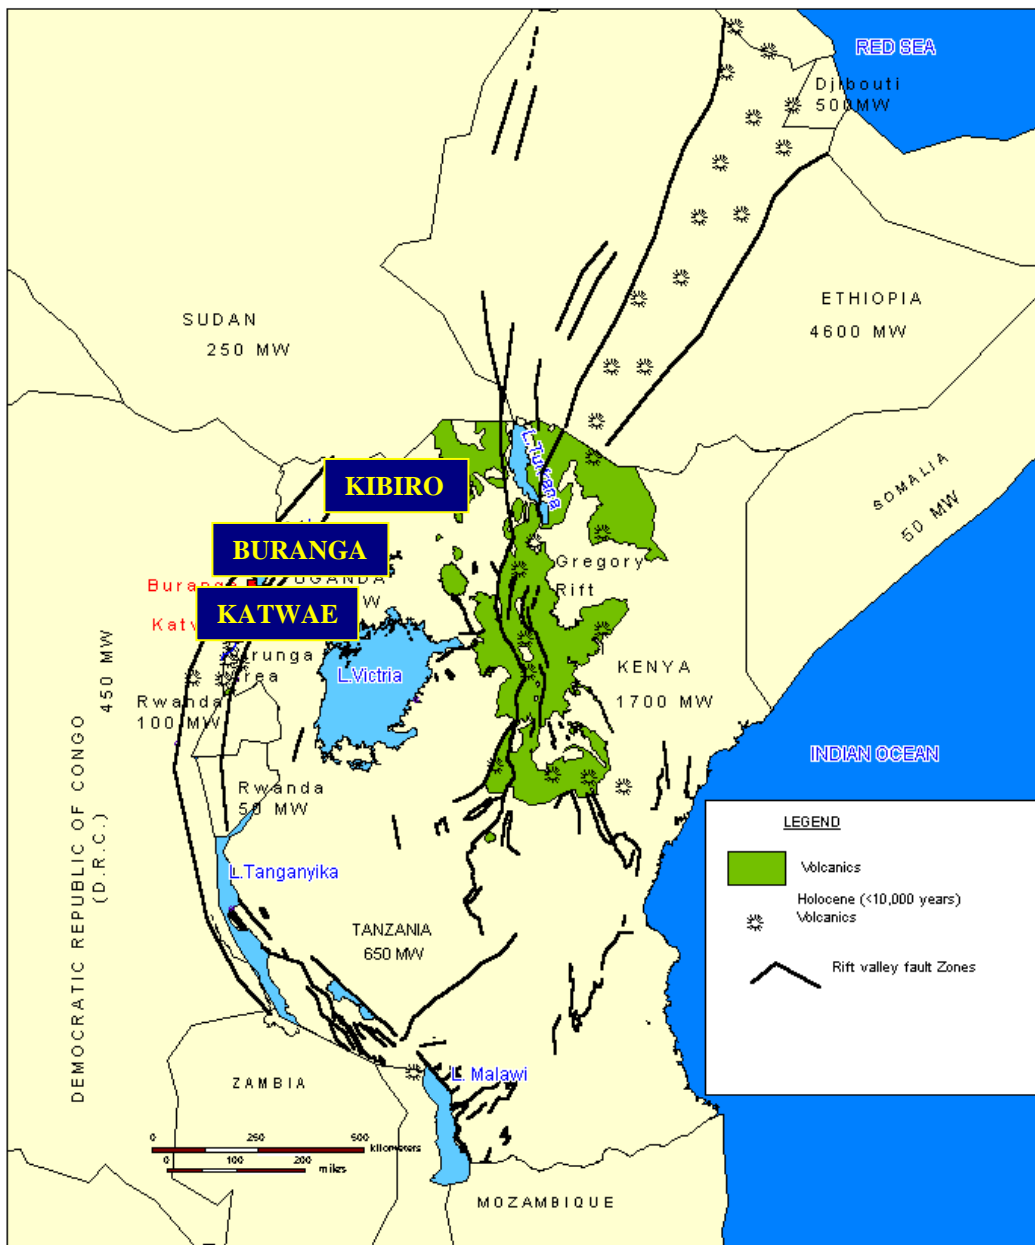 RED SEA
Djibouti
500MW
ETHIOPIA
4600 MW
SUDAN
250 MW
L.Turkana
SOMALIA
50 MW
KIBIRO
BURANGA
Buranga
UGANDA
W
KATWAE
Gregory
Rift
KENYA
1700 MW
L.Victria
Rwanda
100 MW
Rwanda
50 MW
DEMOCRATIC REPUBLIC OF CONGO
(D.R.C.)
450 MW
INDIAN OCEAN
L.Tanganyika
TANZANIA
650 MW
LEGEND
Volcanics
Holocene (<10,000 years)
Volcanics
Rift valley fault Zones
ZAMBIA
L. Malawi
MOZAMBIQUE
0 250 500
kilometers
0 100 200
miles